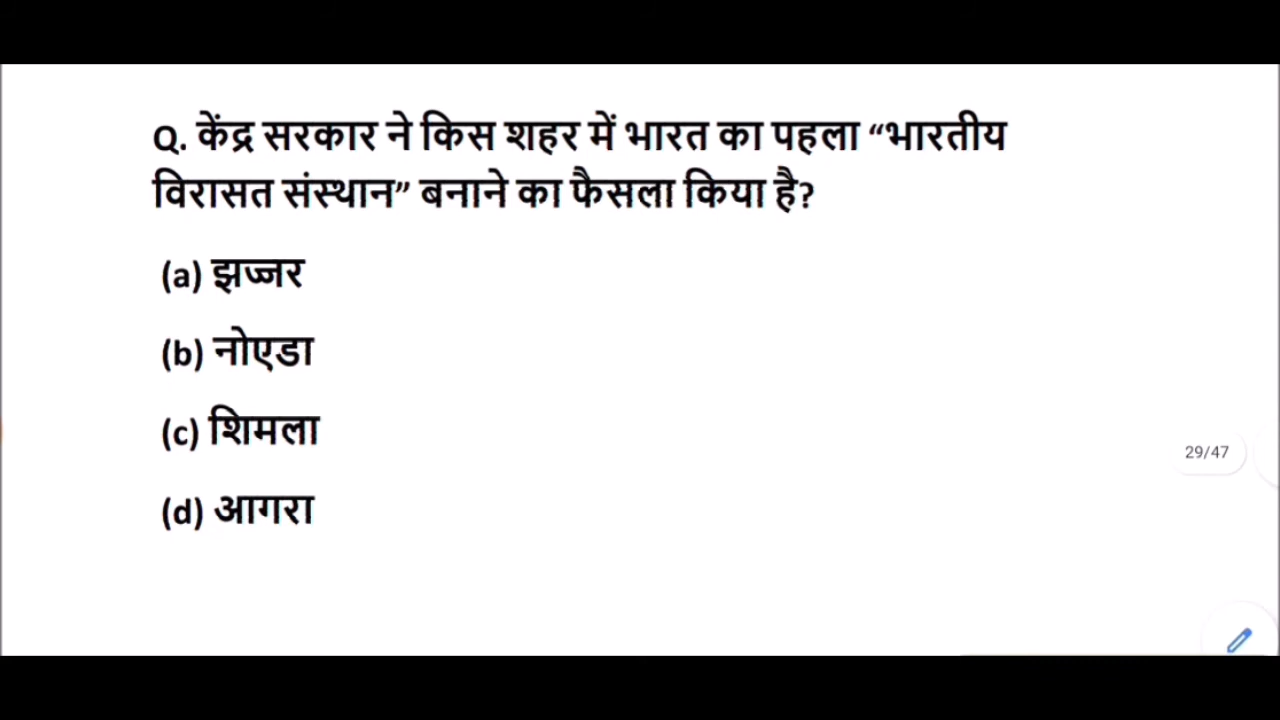 Q. केंद्र सरकार ने किस शहर में भारत का पहला “भारतीय
विरासत संस्थान” बनाने का फैसला किया है?
(a) झज्जर
(b) नोएडा
(c) शिमला
(d) आगरा
29/47